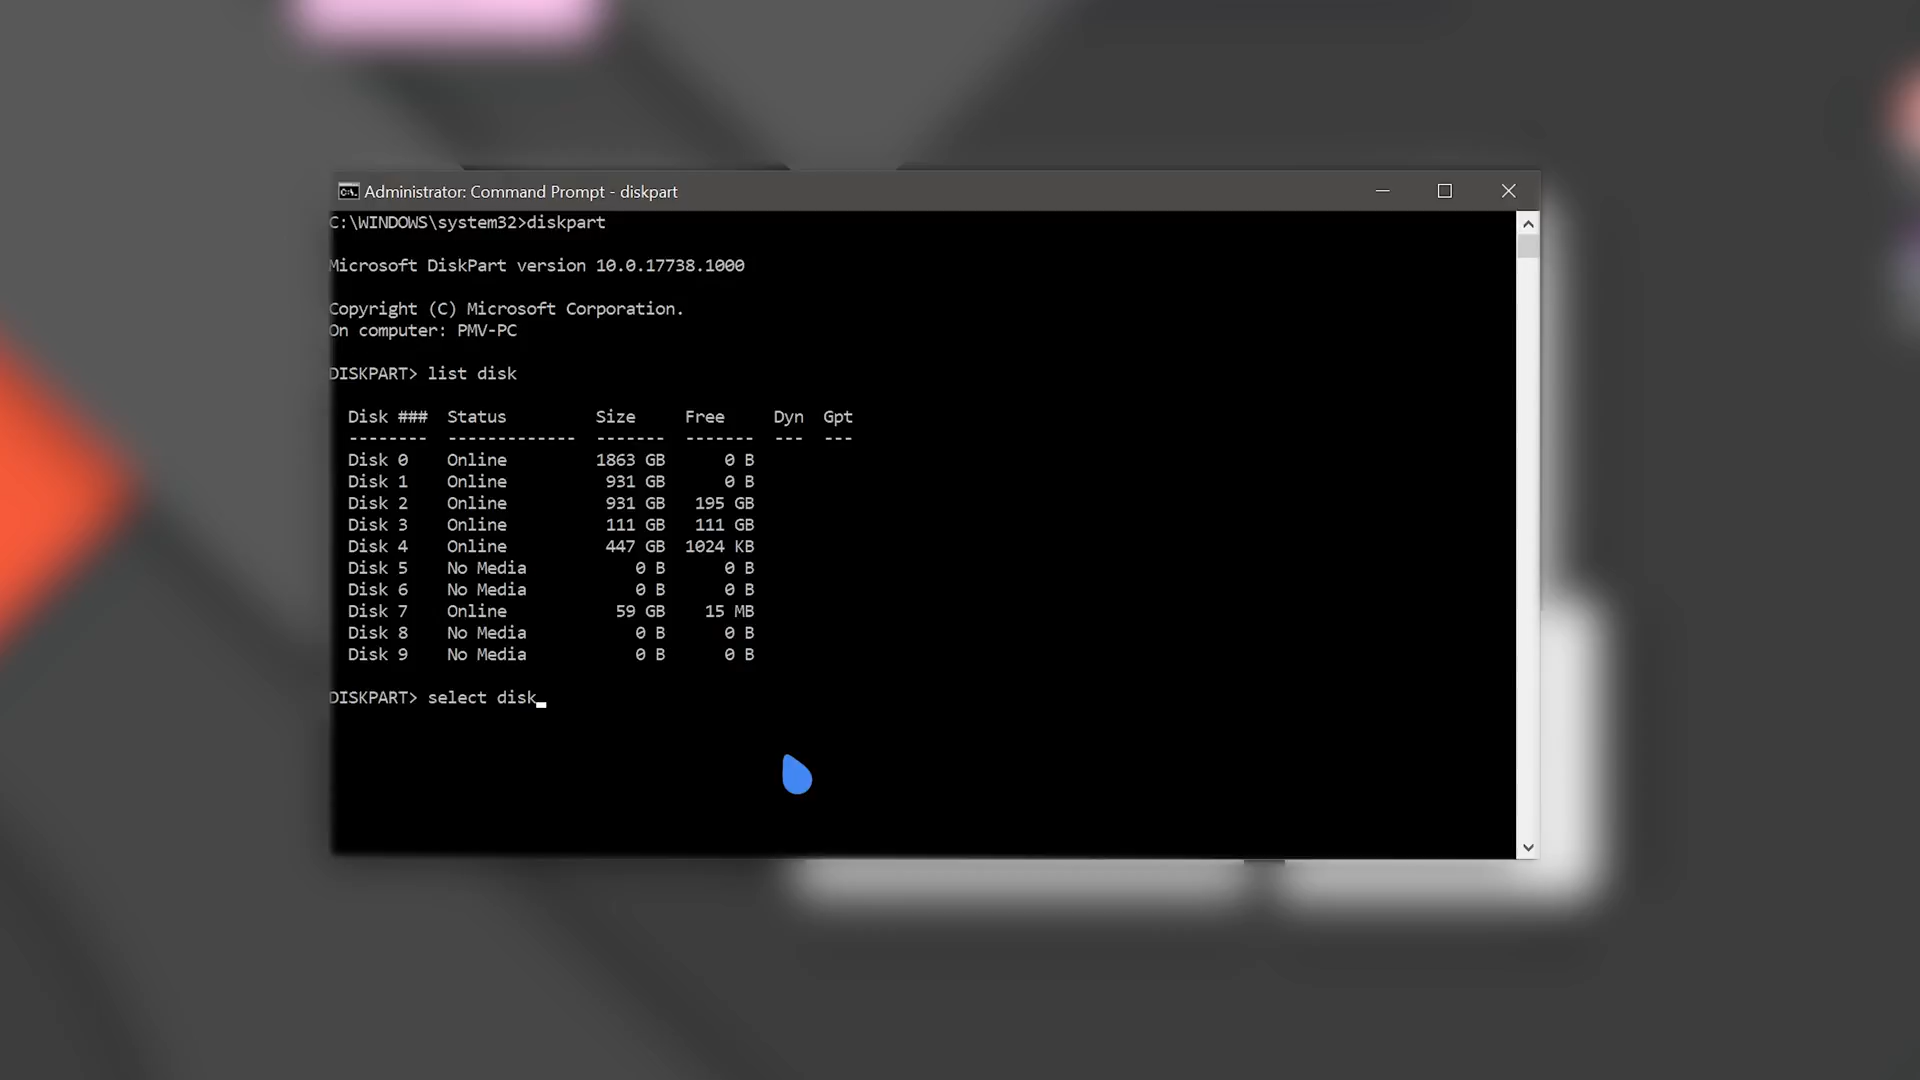 Administrator: Command Prompt - diskpart
C:\WINDOWS\system32>diskpart
Microsoft DiskPart version 10.0.17738.1000
Copyright (C) Microsoft Corporation.
On computer: PMV-PC
DISKPART> list disk
Disk ###  Status         Size     Free     Dyn  Gpt
--------  -------------  -------  -------  ---  ---
Disk 0    Online         1863 GB      0 B
Disk 1    Online          931 GB      0 B
Disk 2    Online          931 GB   195 GB
Disk 3    Online          111 GB   111 GB
Disk 4    Online          447 GB  1024 KB
Disk 5    No Media           0 B      0 B
Disk 6    No Media           0 B      0 B
Disk 7    Online           59 GB    15 MB
Disk 8    No Media           0 B      0 B
Disk 9    No Media           0 B      0 B
DISKPART> select disk